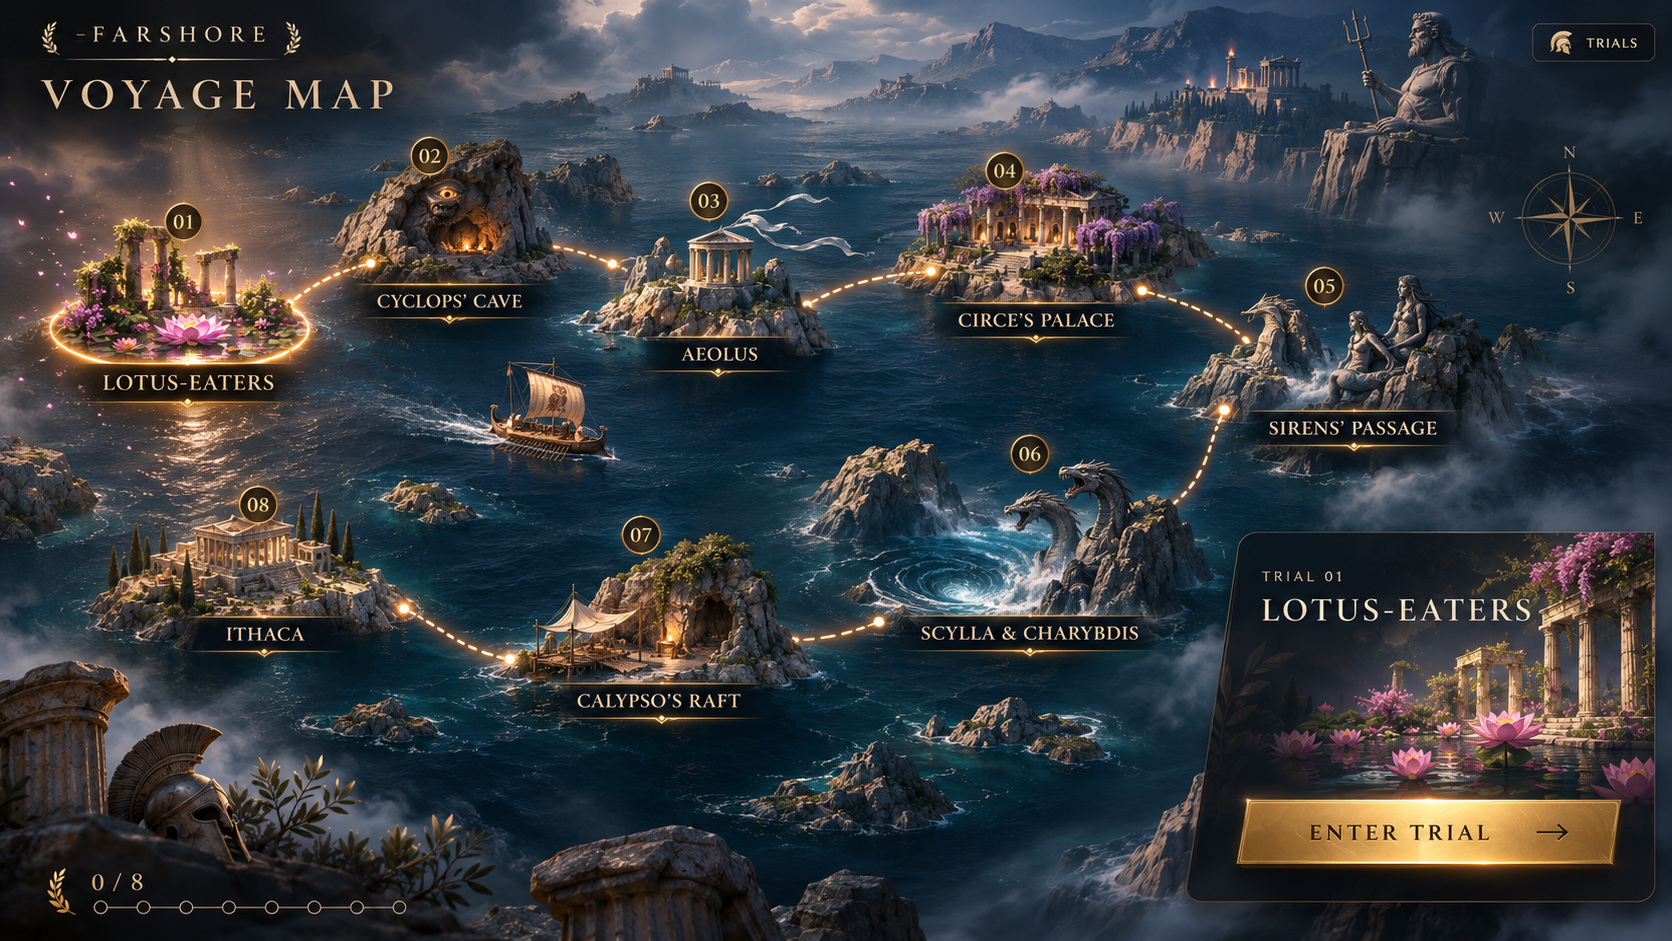 -FARSHORE
VOYAGE MAP
TRIALS
N
W
E
S
01
LOTUS-EATERS
02
CYCLOPS' CAVE
03
AEOLUS
04
CIRCE'S PALACE
05
SIRENS' PASSAGE
06
SCYLLA & CHARYBDIS
07
CALYPSO'S RAFT
08
ITHACA
TRIAL 01
LOTUS-EATERS
ENTER TRIAL →
0 / 8